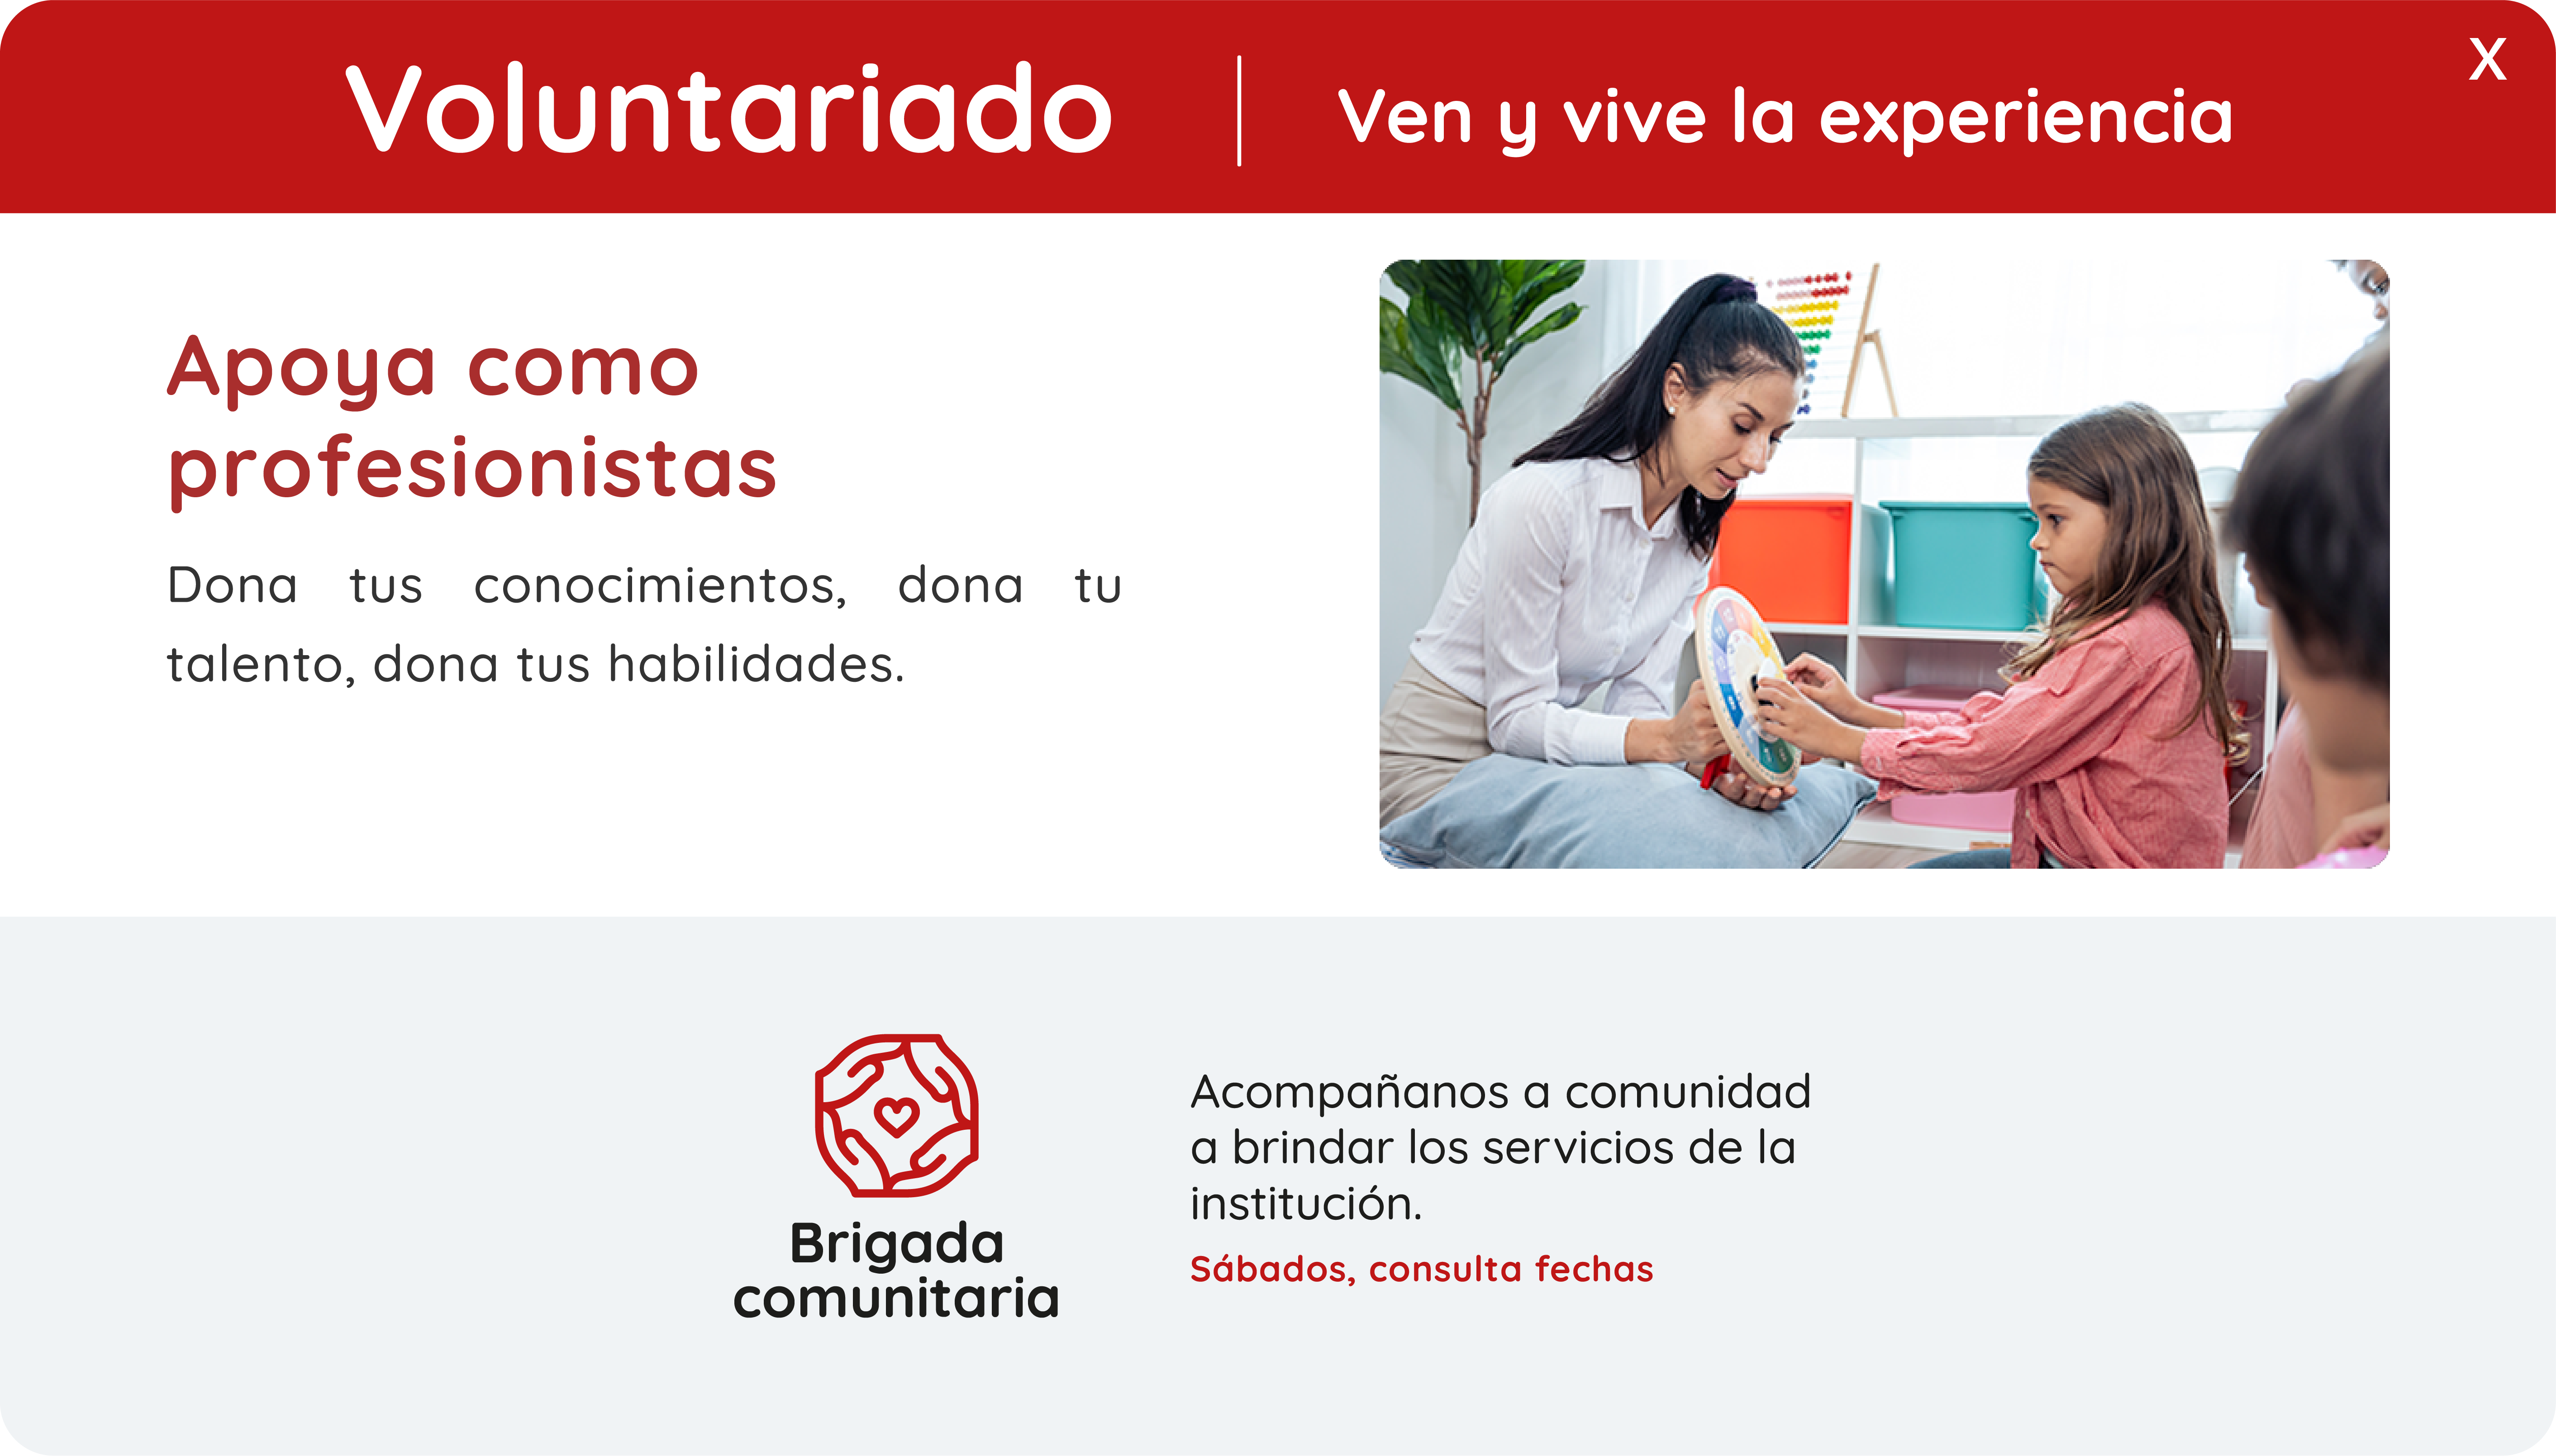 Voluntariado
Ven y vive la experiencia
X
Apoya como
profesionistas
Dona tus conocimientos, dona tu
talento, dona tus habilidades.
Brigada
comunitaria
Acompañanos a comunidad
a brindar los servicios de la
institución.
Sábados, consulta fechas